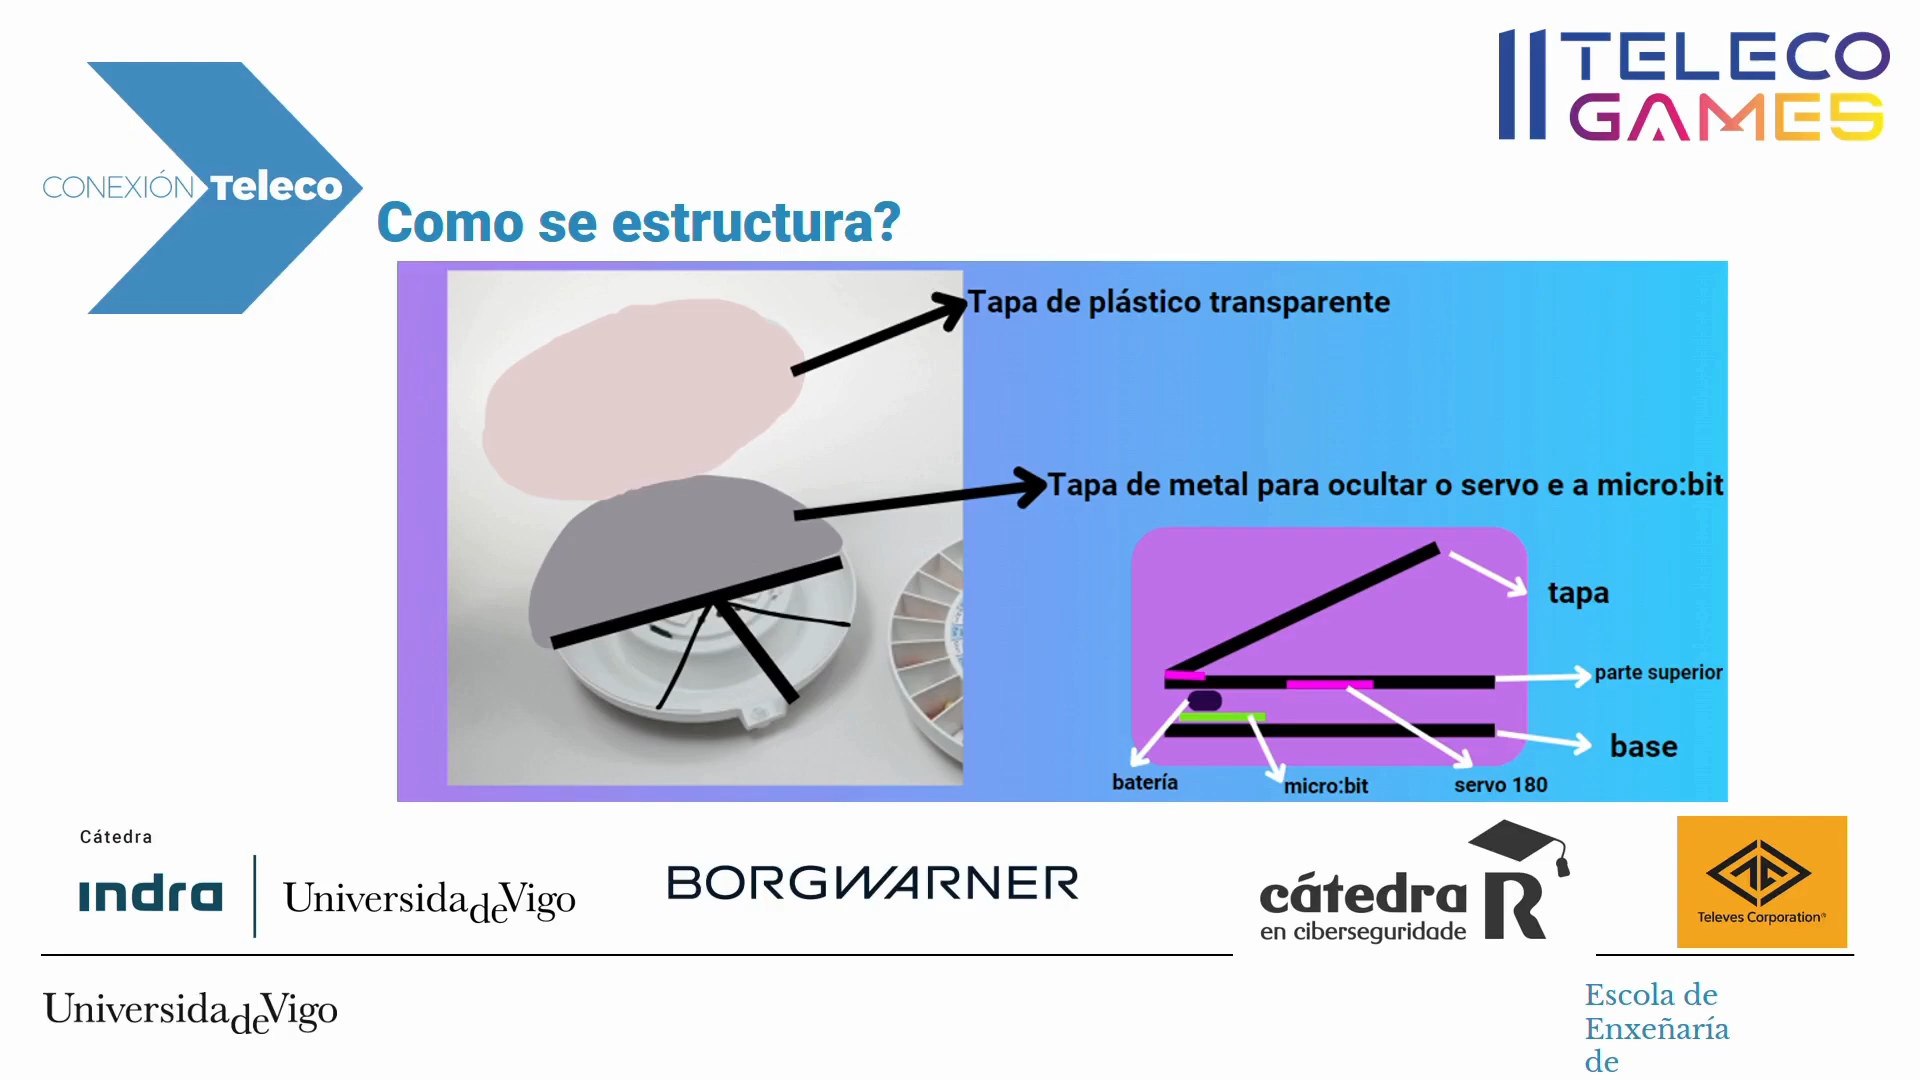 TELECO
GAMES
CONEXIÓN Teleco
Como se estructura?
Tapa de plástico transparente
Tapa de metal para ocultar o servo e a micro:bit
tapa
parte superior
base
batería
micro:bit
servo 180
Cátedra
indra
UniversidadeVigo
BORGWARNER
cátedra R
en ciberseguridade
Televes Corporation®
UniversidadeVigo
Escola de
Enxeñaría
de